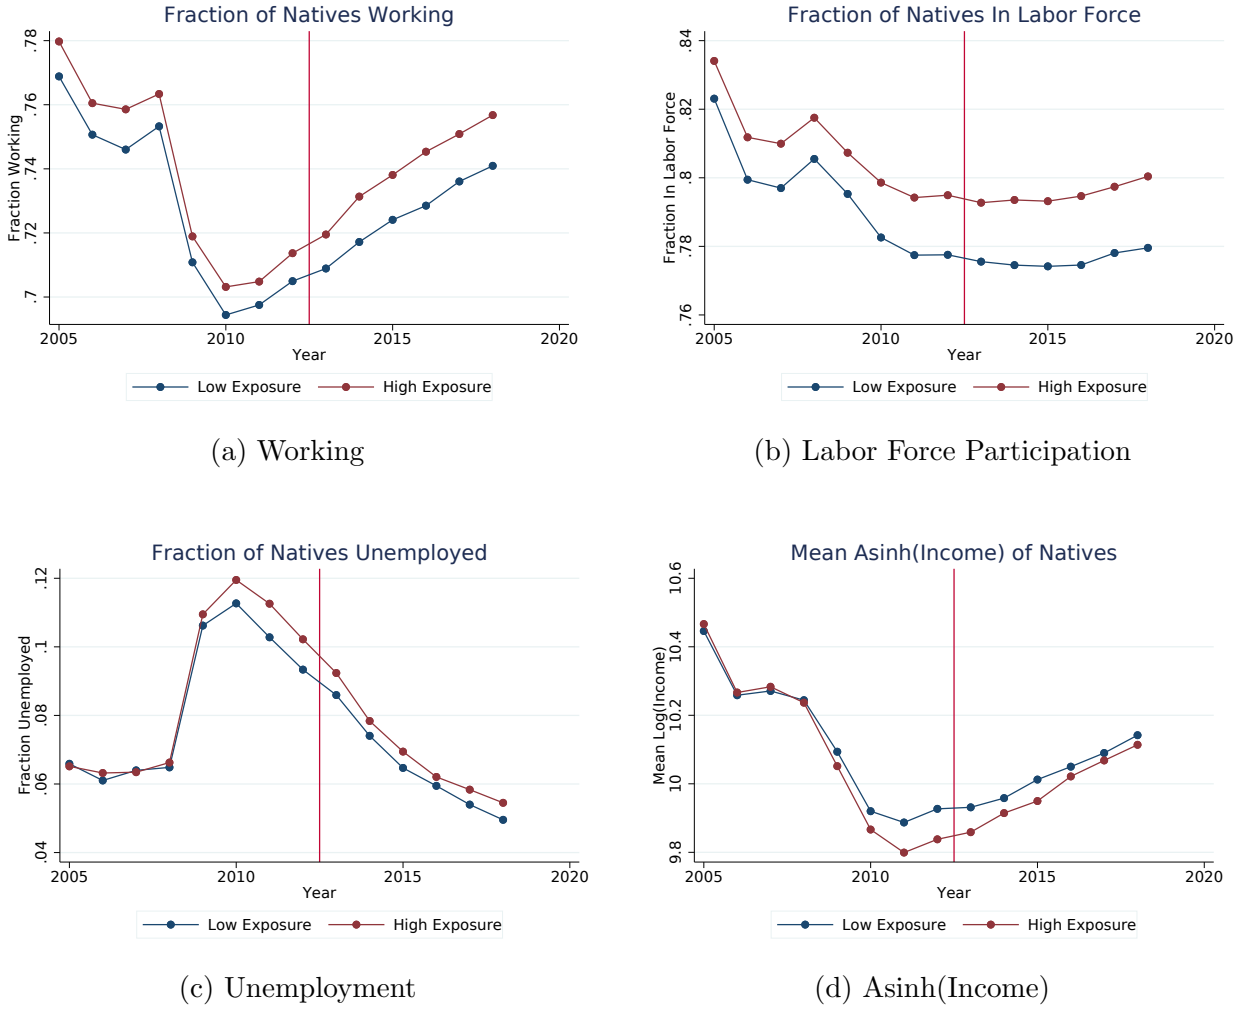 Fraction of Natives Working
Fraction Working
.78
.76
.74
.72
.7
2005 2010 2015 2020
Year
Low Exposure High Exposure
(a) Working
Fraction of Natives In Labor Force
Fraction In Labor Force
.84
.82
.8
.78
.76
2005 2010 2015 2020
Year
Low Exposure High Exposure
(b) Labor Force Participation
Fraction of Natives Unemployed
Fraction Unemployed
.12
.1
.08
.06
.04
2005 2010 2015 2020
Year
Low Exposure High Exposure
(c) Unemployment
Mean Asinh(Income) of Natives
Mean Log(Income)
10.6
10.4
10.2
10
9.8
2005 2010 2015 2020
Year
Low Exposure High Exposure
(d) Asinh(Income)